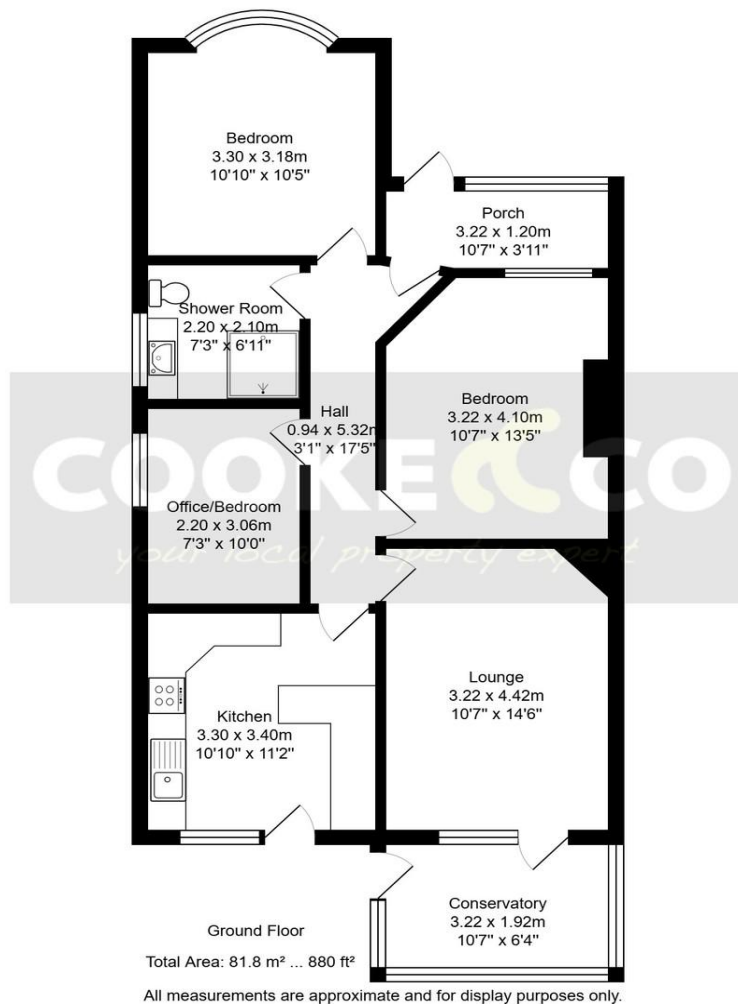 Bedroom
3.30 x 3.18m
10'10" x 10'5"
Porch
3.22 x 1.20m
10'7" x 3'11"
Shower Room
2.20 x 2.10m
7'3" x 6'11"
Hall
0.94 x 5.32m
3'1" x 17'5"
Bedroom
3.22 x 4.10m
10'7" x 13'5"
COOKE & CO
your local property expert
Office/Bedroom
2.20 x 3.06m
7'3" x 10'0"
Lounge
3.22 x 4.42m
10'7" x 14'6"
Kitchen
3.30 x 3.40m
10'10" x 11'2"
Conservatory
3.22 x 1.92m
10'7" x 6'4"
Ground Floor
Total Area: 81.8 m² ... 880 ft²
All measurements are approximate and for display purposes only.